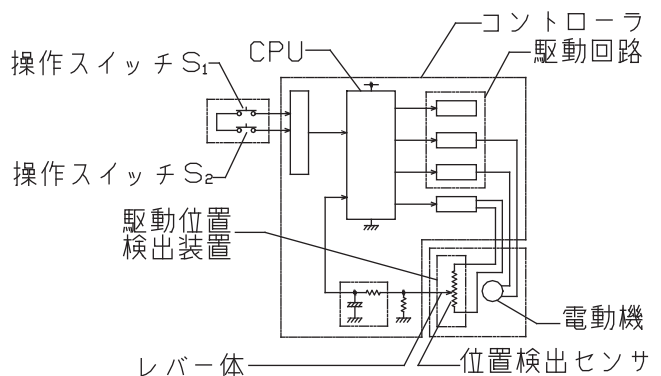 コントローラ
CPU
駆動回路
操作スイッチS1
操作スイッチS2
駆動位置
検出装置
電動機
レバー体
位置検出センサ